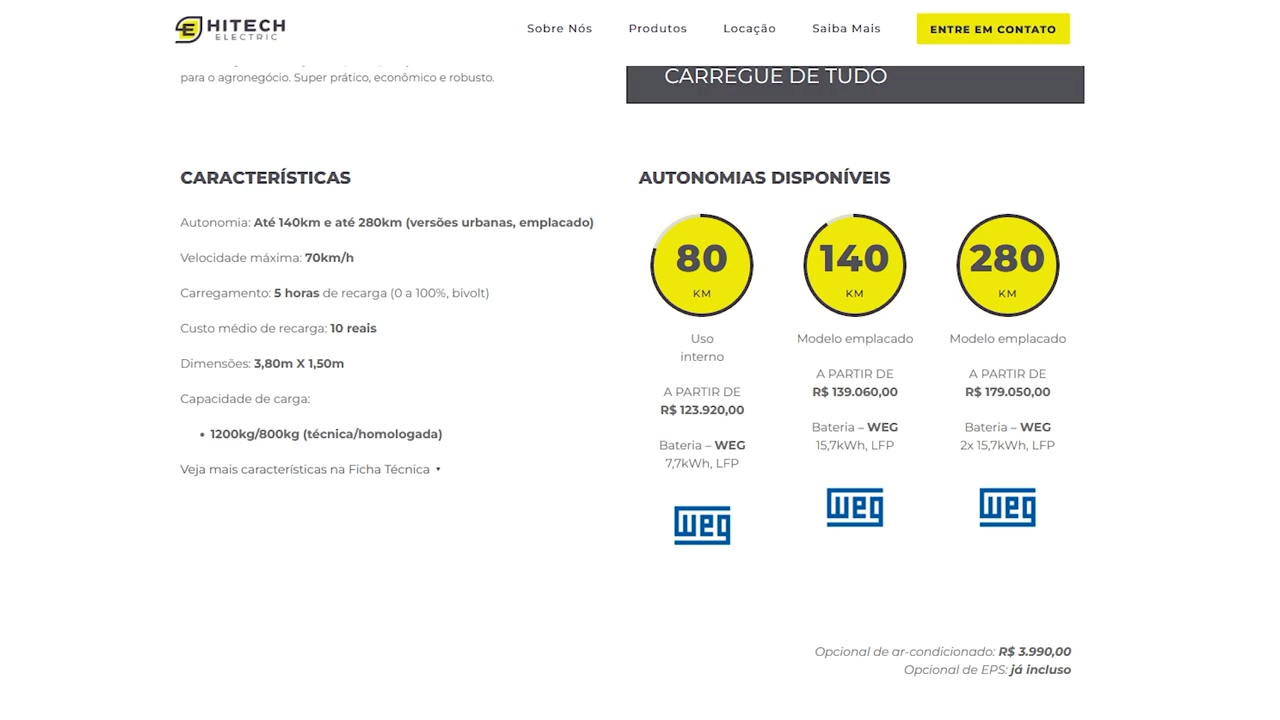 HITECH
ELECTRIC
Sobre Nós
Produtos
Locação
Saiba Mais
ENTRE EM CONTATO
para o agronegócio. Super prático, econômico e robusto.
CARREGUE DE TUDO
CARACTERÍSTICAS
Autonomia: Até 140km e até 280km (versões urbanas, emplacado)
Velocidade máxima: 70km/h
Carregamento: 5 horas de recarga (0 a 100%, bivolt)
Custo médio de recarga: 10 reais
Dimensões: 3,80m X 1,50m
Capacidade de carga:
• 1200kg/800kg (técnica/homologada)
Veja mais características na Ficha Técnica ▾
AUTONOMIAS DISPONÍVEIS
80
KM
Uso
interno
A PARTIR DE
R$ 123.920,00
Bateria – WEG
7,7kWh, LFP
weg
140
KM
Modelo emplacado
A PARTIR DE
R$ 139.060,00
Bateria – WEG
15,7kWh, LFP
weg
280
KM
Modelo emplacado
A PARTIR DE
R$ 179.050,00
Bateria – WEG
2x 15,7kWh, LFP
weg
Opcional de ar-condicionado: R$ 3.990,00
Opcional de EPS: já incluso